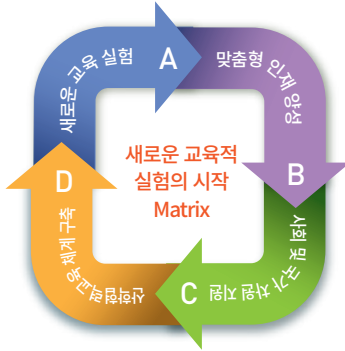 새로운 교육 실험
A
맞춤형 인재 양성
B
사회 및 국가 차원 지원
C
산학협력교육 체계 구축
D
새로운 교육적
실험의 시작
Matrix